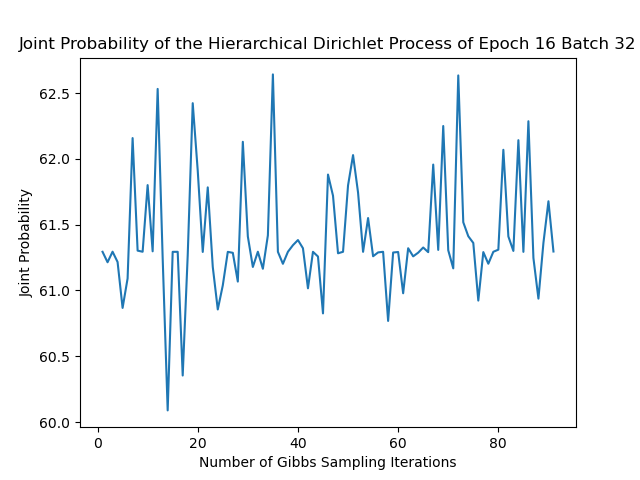 Joint Probability of the Hierarchical Dirichlet Process of Epoch 16 Batch 32
62.5
62.0
61.5
61.0
60.5
60.0
Joint Probability
0 20 40 60 80
Number of Gibbs Sampling Iterations